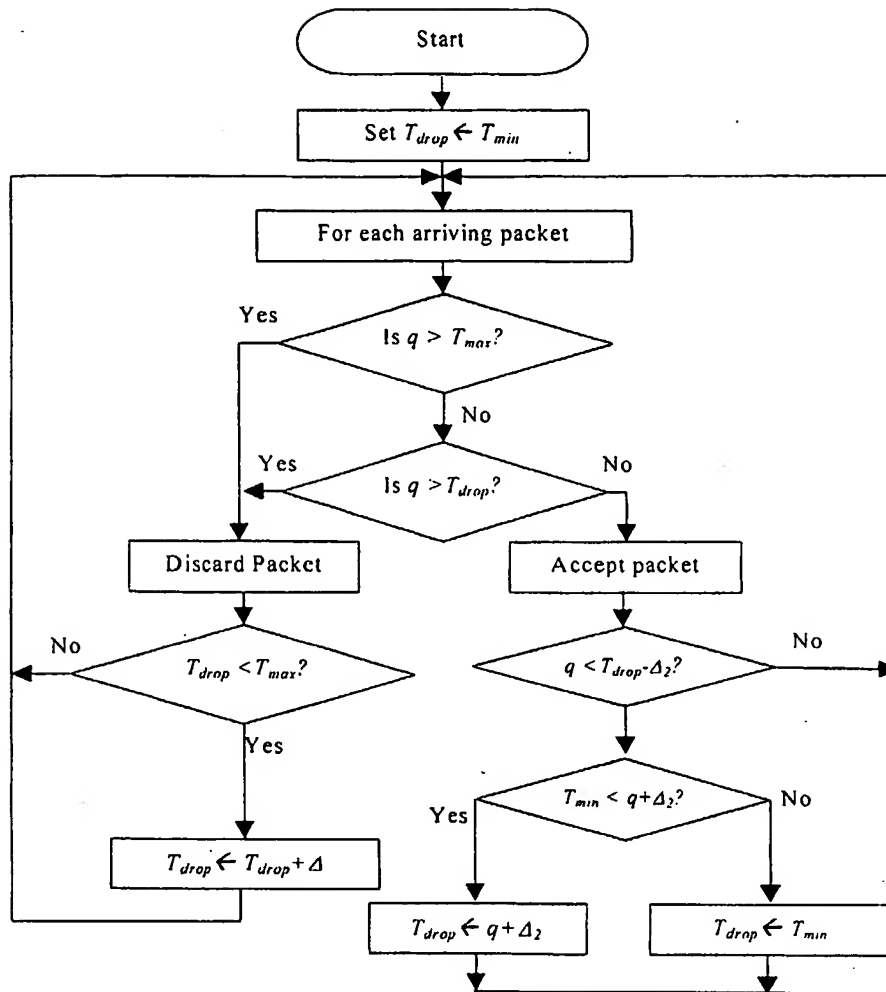 Start
Set T_drop ← T_min
For each arriving packet
Yes
Is q > T_max?
No
Yes
Is q > T_drop?
No
Discard Packet
Accept packet
No
T_drop < T_max?
q < T_drop-Δ_2?
No
Yes
T_min < q+Δ_2?
Yes
No
T_drop ← T_drop + Δ
T_drop ← q + Δ_2
T_drop ← T_min